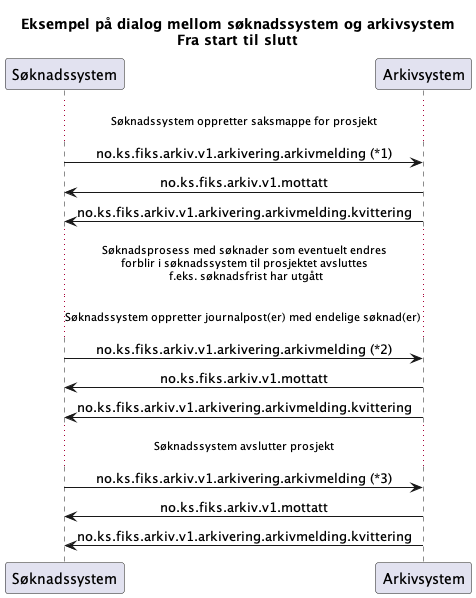 Eksempel på dialog mellom søknadssystem og arkivsystem
Fra start til slutt
Søknadssystem
Arkivsystem
Søknadssystem oppretter saksmappe for prosjekt
no.ks.fiks.arkiv.v1.arkivering.arkivmelding (*1)
no.ks.fiks.arkiv.v1.mottatt
no.ks.fiks.arkiv.v1.arkivering.arkivmelding.kvittering
Søknadsprosess med søknader som eventuelt endres
forblir i søknadssystem til prosjektet avsluttes
f.eks. søknadsfrist har utgått
Søknadssystem oppretter journalpost(er) med endelige søknad(er)
no.ks.fiks.arkiv.v1.arkivering.arkivmelding (*2)
no.ks.fiks.arkiv.v1.mottatt
no.ks.fiks.arkiv.v1.arkivering.arkivmelding.kvittering
Søknadssystem avslutter prosjekt
no.ks.fiks.arkiv.v1.arkivering.arkivmelding (*3)
no.ks.fiks.arkiv.v1.mottatt
no.ks.fiks.arkiv.v1.arkivering.arkivmelding.kvittering
Søknadssystem
Arkivsystem